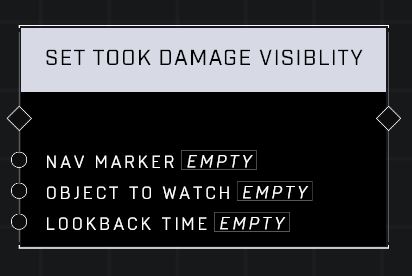 SET TOOK DAMAGE VISIBLITY
NAV MARKER EMPTY
OBJECT TO WATCH EMPTY
LOOKBACK TIME EMPTY